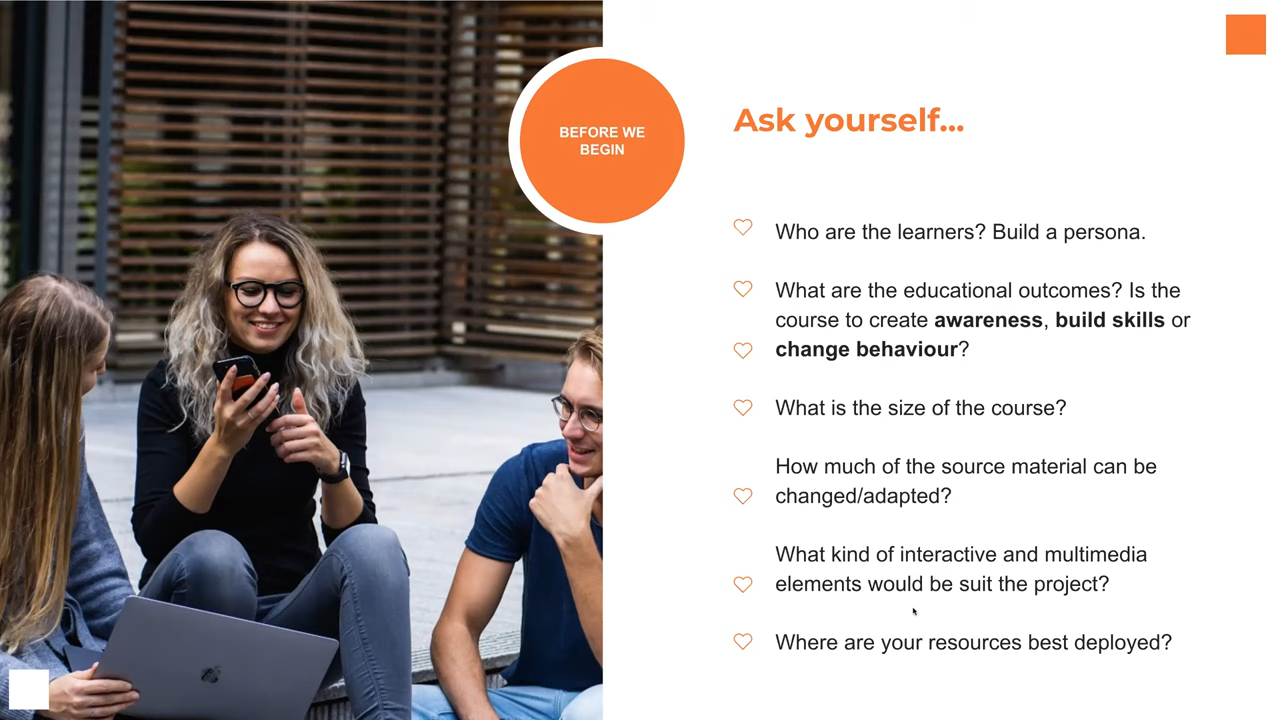 BEFORE WE
BEGIN
Ask yourself...
Who are the learners? Build a persona.
What are the educational outcomes? Is the
course to create awareness, build skills or
change behaviour?
What is the size of the course?
How much of the source material can be
changed/adapted?
What kind of interactive and multimedia
elements would be suit the project?
Where are your resources best deployed?